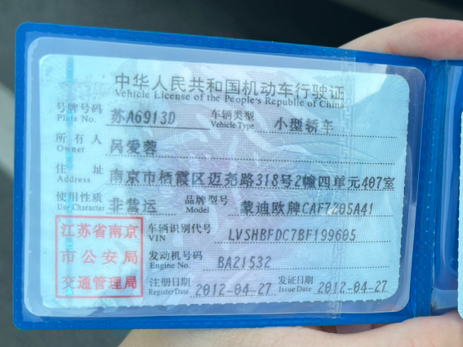 中华人民共和国机动车行驶证
Vehicle License of the People's Republic of China
号牌号码 苏A6913D 车辆类型 小型轿车
Plate No. Vehicle Type
所有人 吴爱蓉
Owner
住址 南京市栖霞区迈尧路318号2幢四单元407室
Address
使用性质 非营运 品牌型号 蒙迪欧牌CAF7205A41
Use Character Model
江苏省南京
市公安局
交通管理局
车辆识别代号 LVSHBFDC7BF199605
VIN
发动机号码 BA21532
Engine No.
注册日期 2012-04-27 发证日期 2012-04-27
Register Date Issue Date